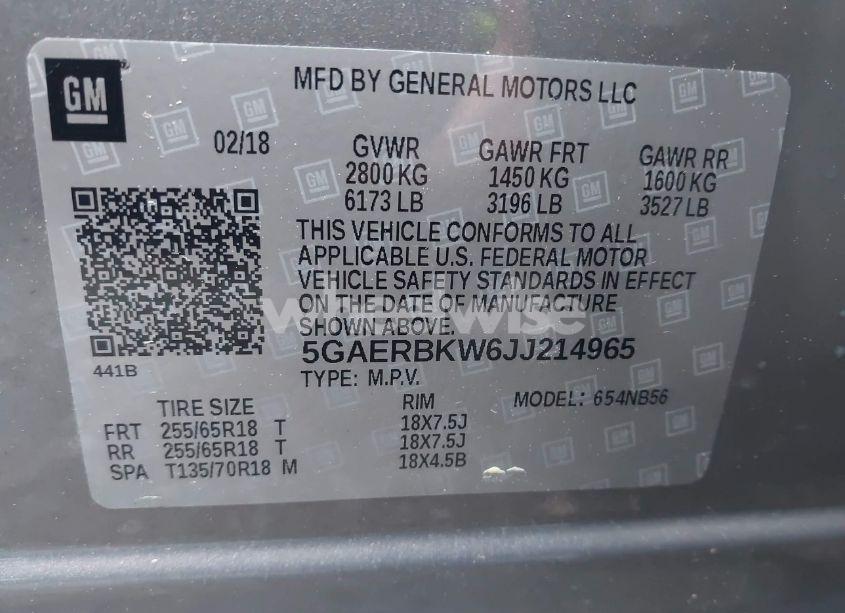 GM
MFD BY GENERAL MOTORS LLC
02/18
GVWR GAWR FRT GAWR RR
2800 KG 1450 KG 1600 KG
6173 LB 3196 LB 3527 LB
THIS VEHICLE CONFORMS TO ALL
APPLICABLE U.S. FEDERAL MOTOR
VEHICLE SAFETY STANDARDS IN EFFECT
ON THE DATE OF MANUFACTURE
SHOWN ABOVE.
5GAERBKW6JJ214965
441B
TYPE: M.P.V.
MODEL: 654NB56
TIRE SIZE RIM
FRT 255/65R18 T 18X7.5J
RR 255/65R18 T 18X7.5J
SPA T135/70R18 M 18X4.5B